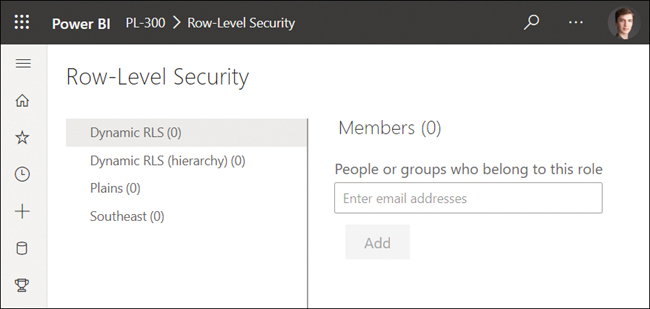 Power BI PL-300 > Row-Level Security
Row-Level Security
Dynamic RLS (0)
Dynamic RLS (hierarchy) (0)
Plains (0)
Southeast (0)
Members (0)
People or groups who belong to this role
Enter email addresses
Add